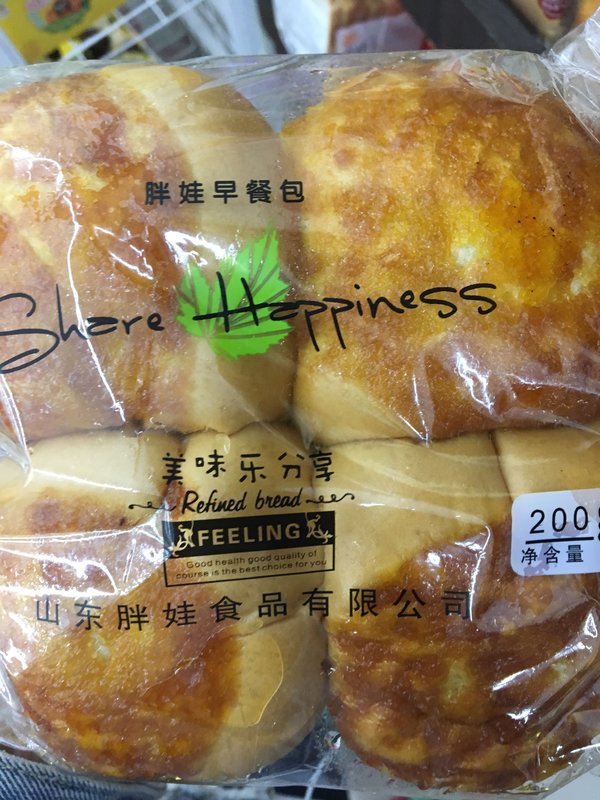 胖娃早餐包
Share Happiness
美味乐分享
Refined bread
FEELING
Good health good quality of
course is the best choice for you
200g
净含量
山东胖娃食品有限公司